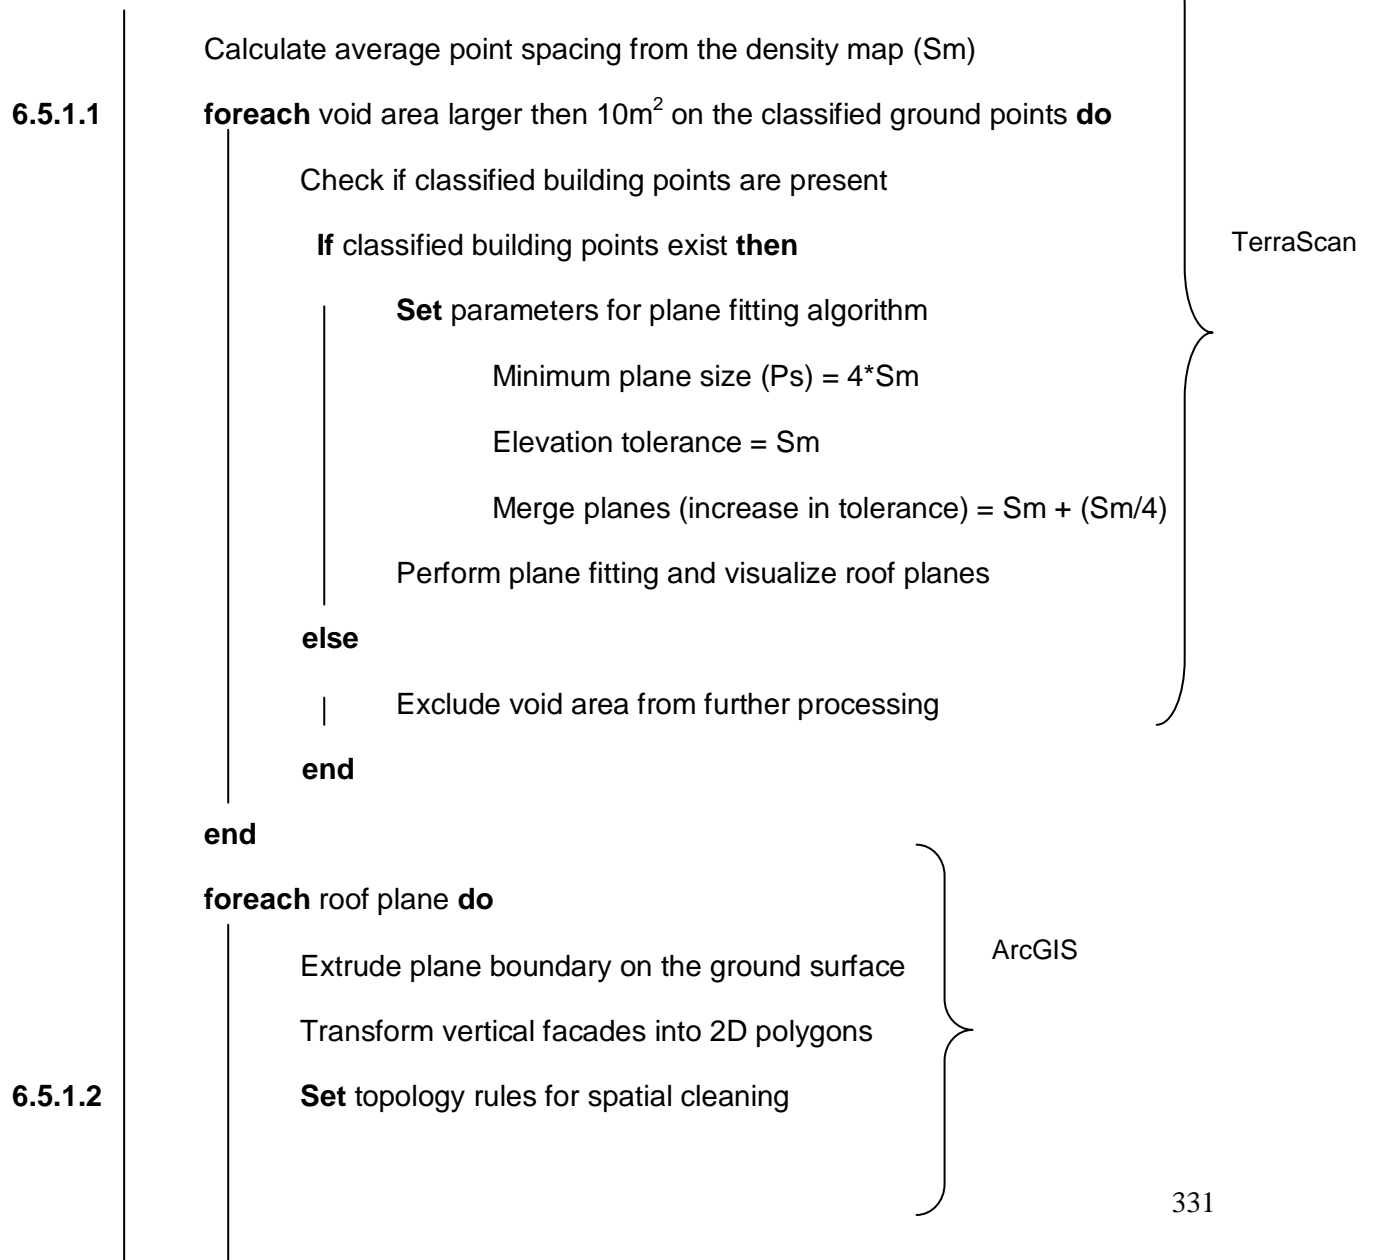 Calculate average point spacing from the density map (Sm)
6.5.1.1 foreach void area larger then 10m² on the classified ground points do
Check if classified building points are present
If classified building points exist then
TerraScan
Set parameters for plane fitting algorithm
Minimum plane size (Ps) = 4*Sm
Elevation tolerance = Sm
Merge planes (increase in tolerance) = Sm + (Sm/4)
Perform plane fitting and visualize roof planes
else
Exclude void area from further processing
end
end
foreach roof plane do
ArcGIS
Extrude plane boundary on the ground surface
Transform vertical facades into 2D polygons
6.5.1.2 Set topology rules for spatial cleaning
331